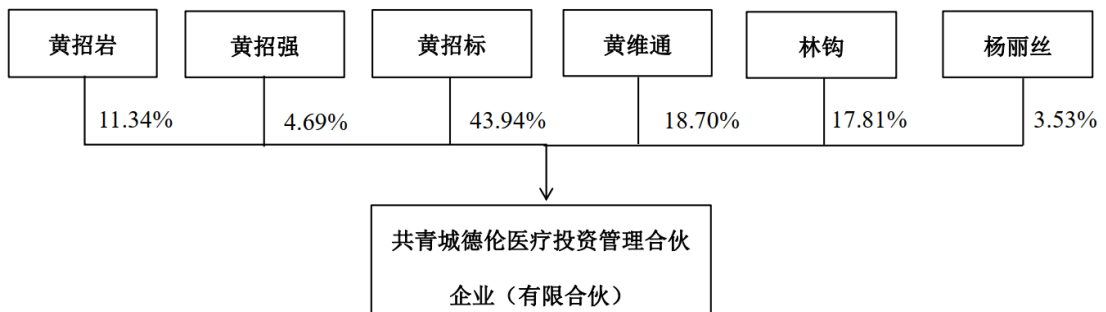 黄招岩
黄招强
黄招标
黄维通
林钩
杨丽丝
11.34%
4.69%
43.94%
18.70%
17.81%
3.53%
共青城德伦医疗投资管理合伙
企业（有限合伙）